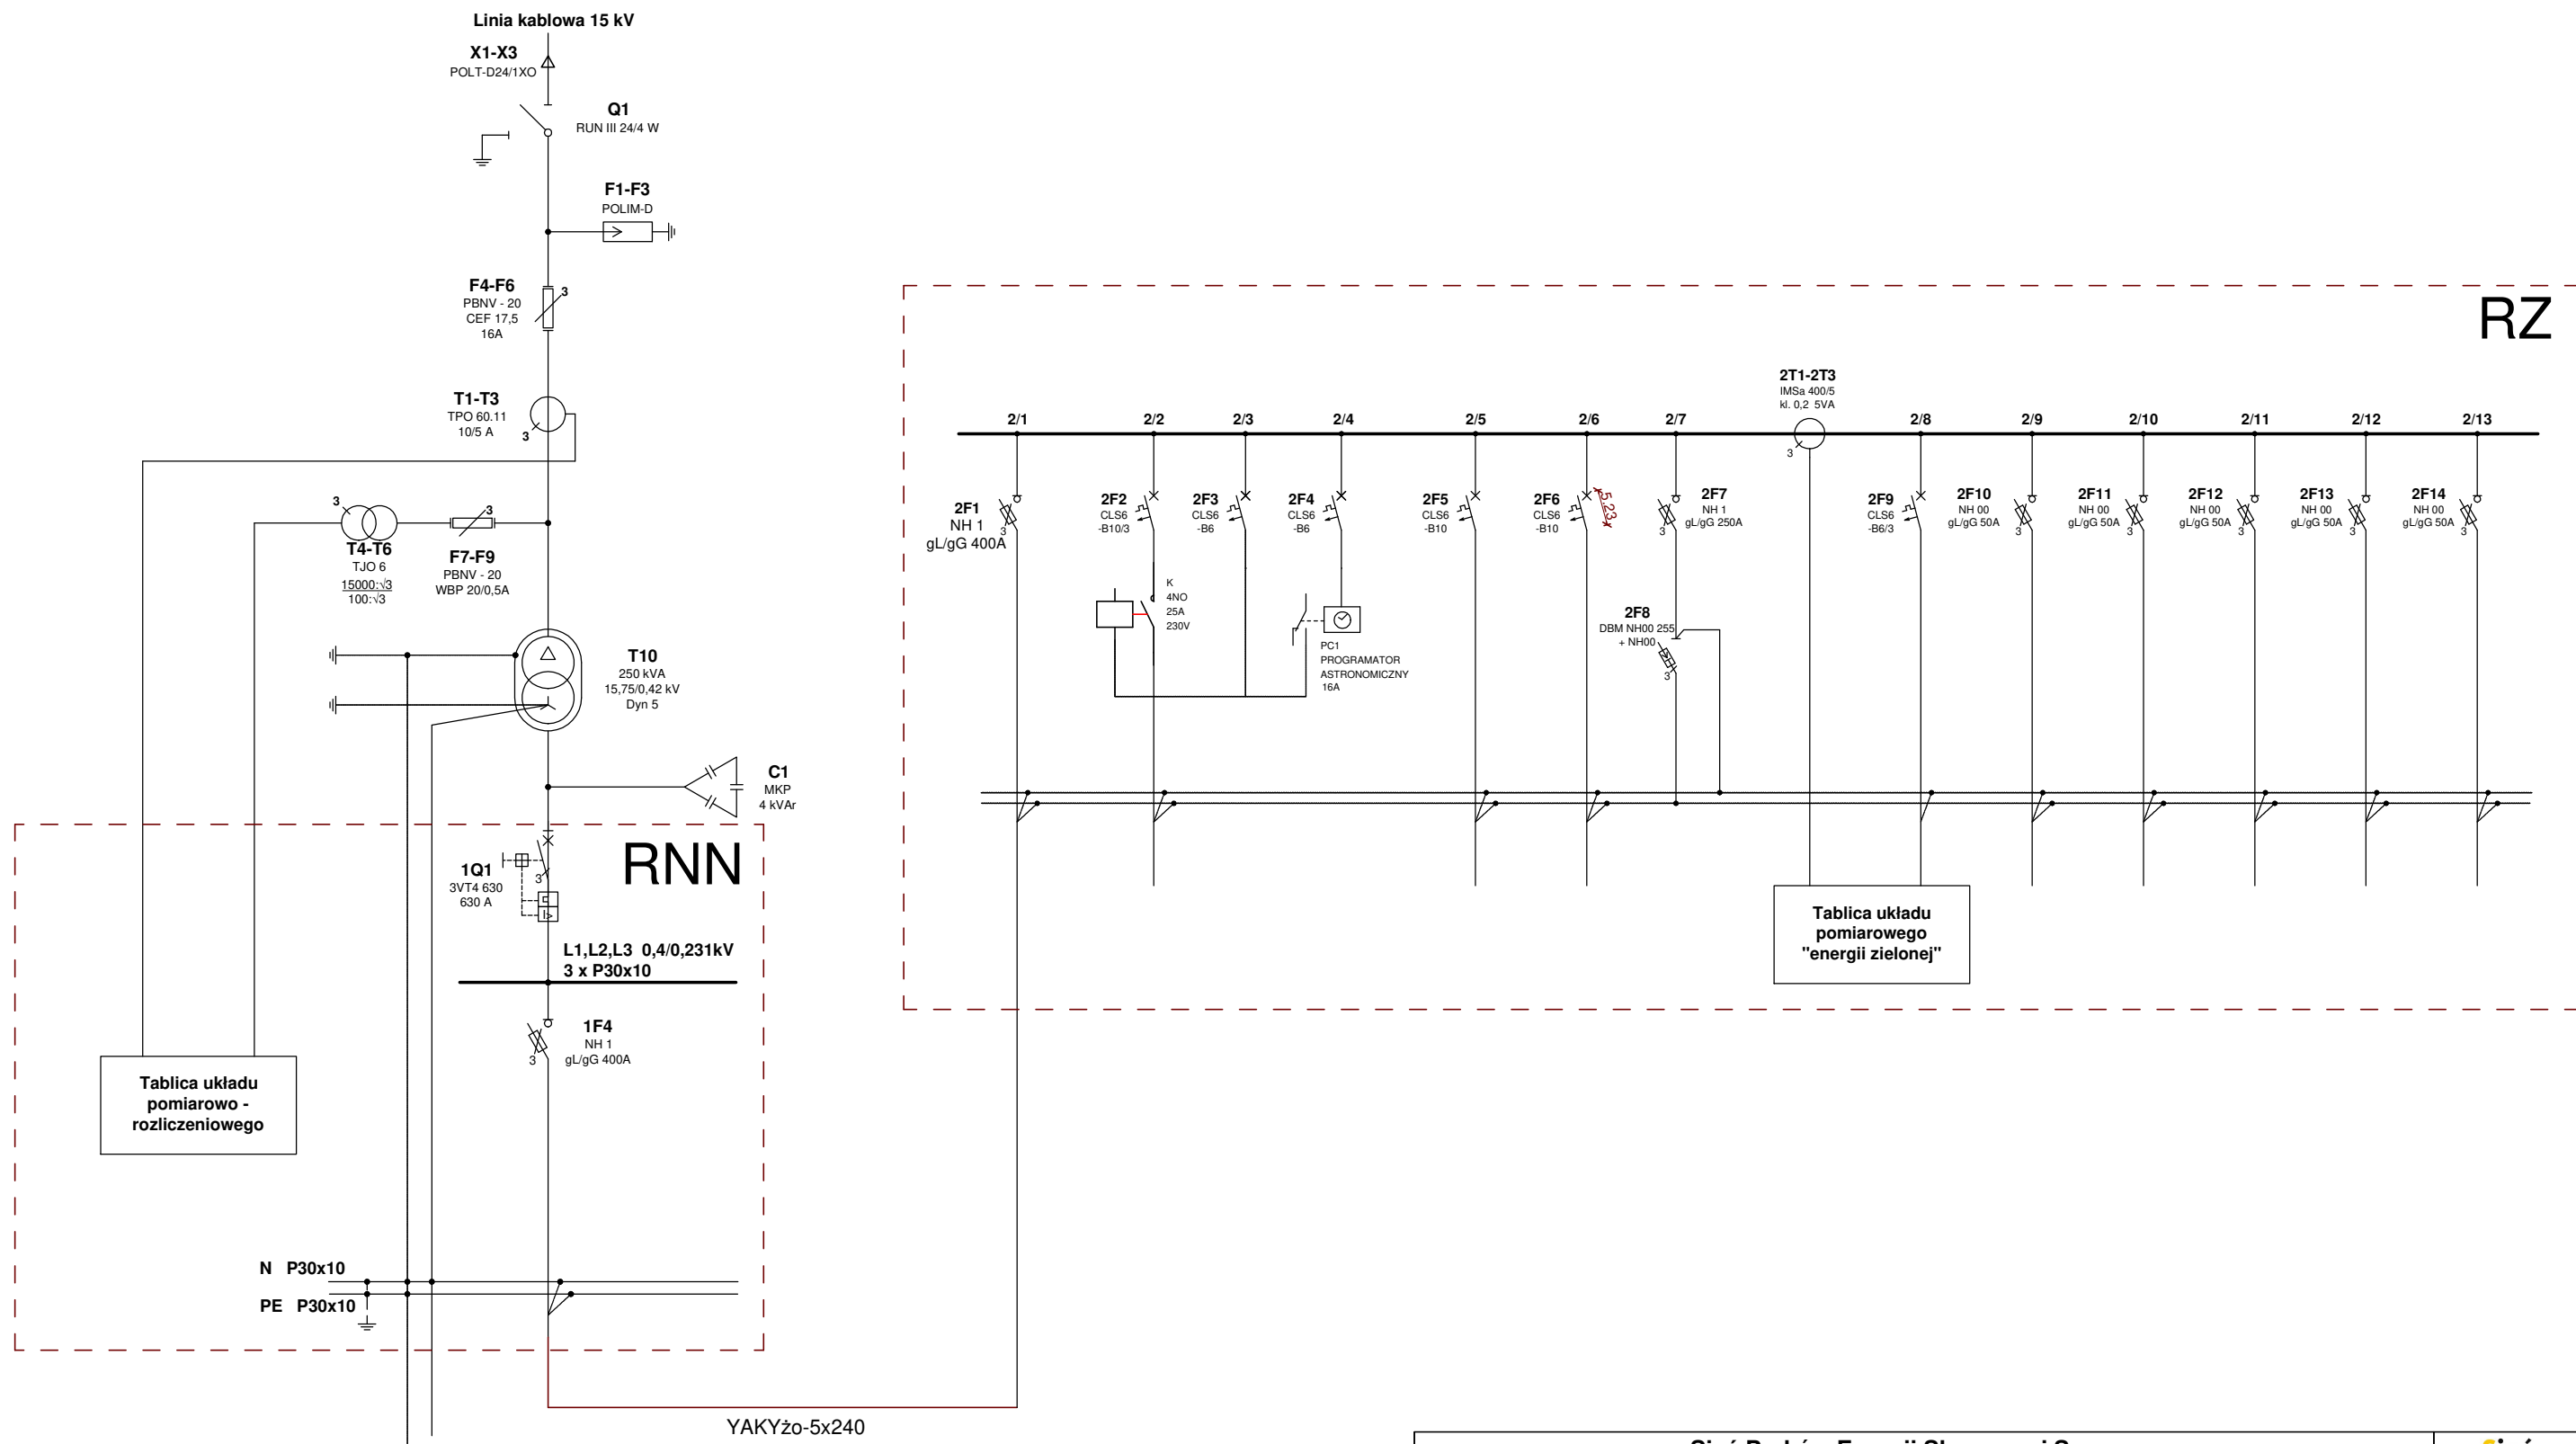 Linia kablowa 15 kV
X1-X3
POLT-D24/1XO
Q1
RUN III 24/4 W
F1-F3
POLIM-D
F4-F6
PBNV - 20
CEF 17,5
16A
3
T1-T3
TPO 60.11
10/5 A
3
3
T4-T6
TJO 6
15000:√3
100:√3
3
F7-F9
PBNV - 20
WBP 20/0,5A
T10
250 kVA
15,75/0,42 kV
Dyn 5
C1
MKP
4 kVAr
RNN
1Q1
3VT4 630
630 A
3
I>
L1,L2,L3 0,4/0,231kV
3 x P30x10
1F4
NH 1
gL/gG 400A
3
Tablica układu
pomiarowo -
rozliczeniowego
N P30x10
PE P30x10
YAKYżo-5x240
RZ
2T1-2T3
IMSa 400/5
kl. 0,2 5VA
3
2/1
2/2
2/3
2/4
2/5
2/6
2/7
2/8
2/9
2/10
2/11
2/12
2/13
2F1
NH 1
gL/gG 400A
3
2F2
CLS6
-B10/3
2F3
CLS6
-B6
2F4
CLS6
-B6
2F5
CLS6
-B10
2F6
CLS6
-B10
5,23
2F7
NH 1
gL/gG 250A
3
2F9
CLS6
-B6/3
2F10
NH 00
gL/gG 50A
3
2F11
NH 00
gL/gG 50A
3
2F12
NH 00
gL/gG 50A
3
2F13
NH 00
gL/gG 50A
3
2F14
NH 00
gL/gG 50A
3
K
4NO
25A
230V
PC1
PROGRAMATOR
ASTRONOMICZNY
16A
2F8
DBM NH00 255
+ NH00
3
Tablica układu
pomiarowego
"energii zielonej"